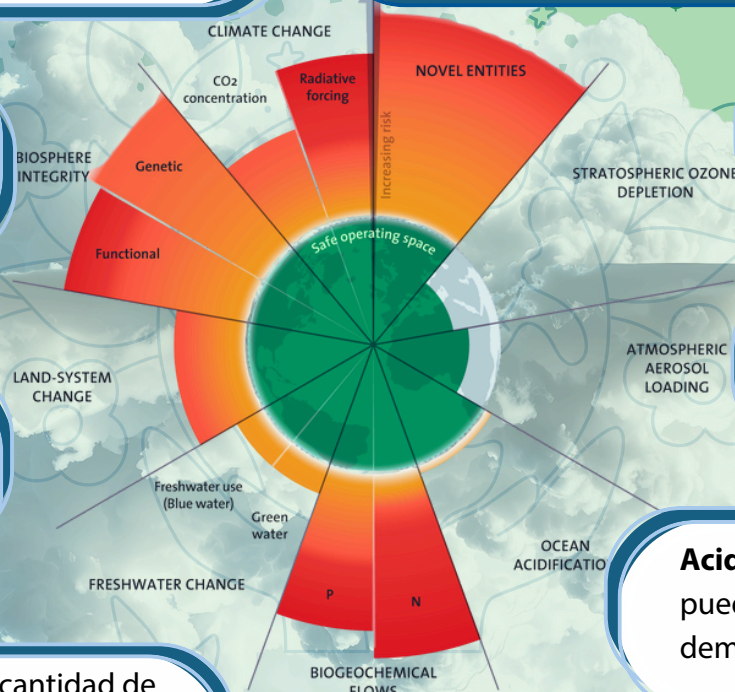 CLIMATE CHANGE
CO2
concentration
Radiative
forcing
NOVEL ENTITIES
Increasing risk
BIOSPHERE
INTEGRITY
Genetic
Functional
STRATOSPHERIC OZONE
DEPLETION
Safe operating space
LAND-SYSTEM
CHANGE
ATMOSPHERIC
AEROSOL
LOADING
Freshwater use
(Blue water)
Green
water
FRESHWATER CHANGE
P
N
OCEAN
ACIDIFICATIO
BIOGEOCHEMICAL
FLOWS
Acid
pued
dem
cantidad de